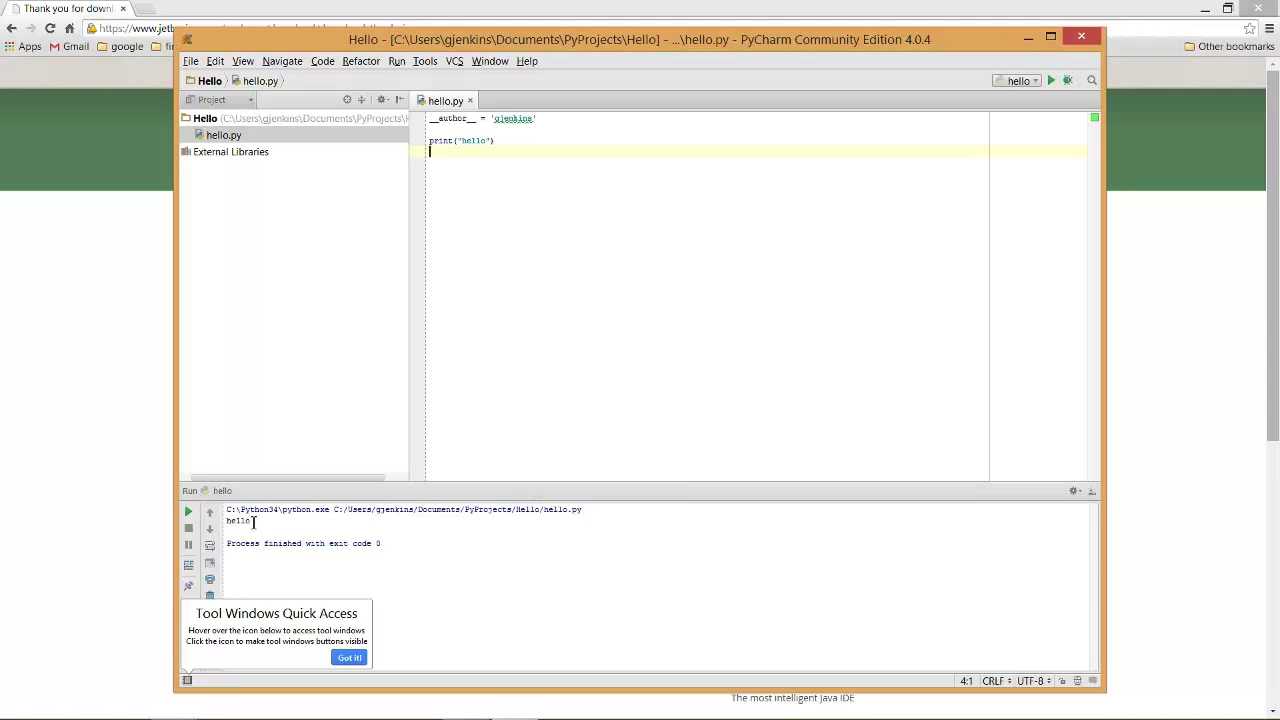 Thank you for downl
https://www.jetb
Apps
Gmail
google
Other bookmarks
Hello - [C:\Users\gjenkins\Documents\PyProjects\Hello] - ...\hello.py - PyCharm Community Edition 4.0.4
File Edit View Navigate Code Refactor Run Tools VCS Window Help
Hello hello.py
hello
Project
hello.py
Hello (C:\Users\gjenkins\Documents\PyProjects\H
hello.py
External Libraries
__author__ = 'gjenkins'
print("hello")
Run hello
C:\Python34\python.exe C:/Users/gjenkins/Documents/PyProjects/Hello/hello.py
hello
Process finished with exit code 0
Tool Windows Quick Access
Hover over the icon below to access tool windows
Click the icon to make tool windows buttons visible
Got it!
4:1 CRLF UTF-8
The most intelligent Java IDE